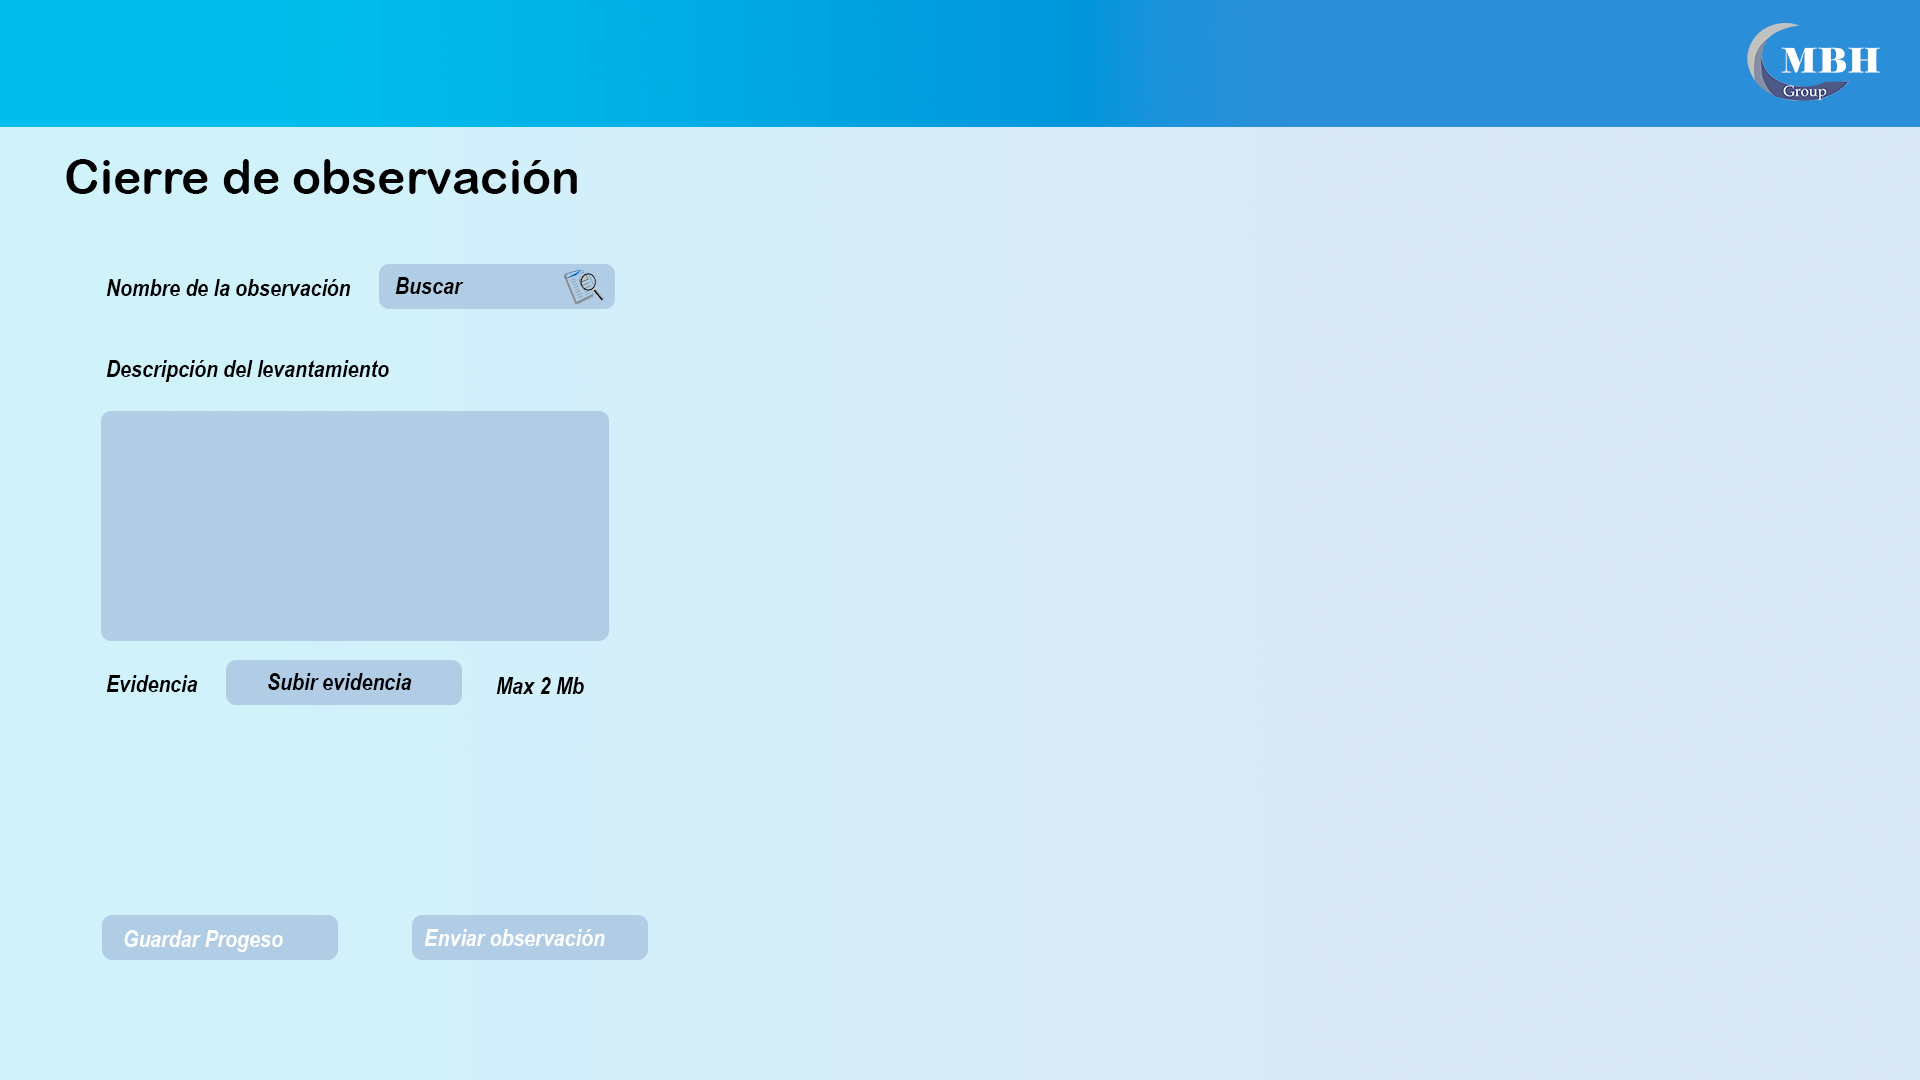 MBH
Group
Cierre de observación
Nombre de la observación
Buscar
Descripción del levantamiento
Evidencia
Subir evidencia
Max 2 Mb
Guardar Progeso
Enviar observación